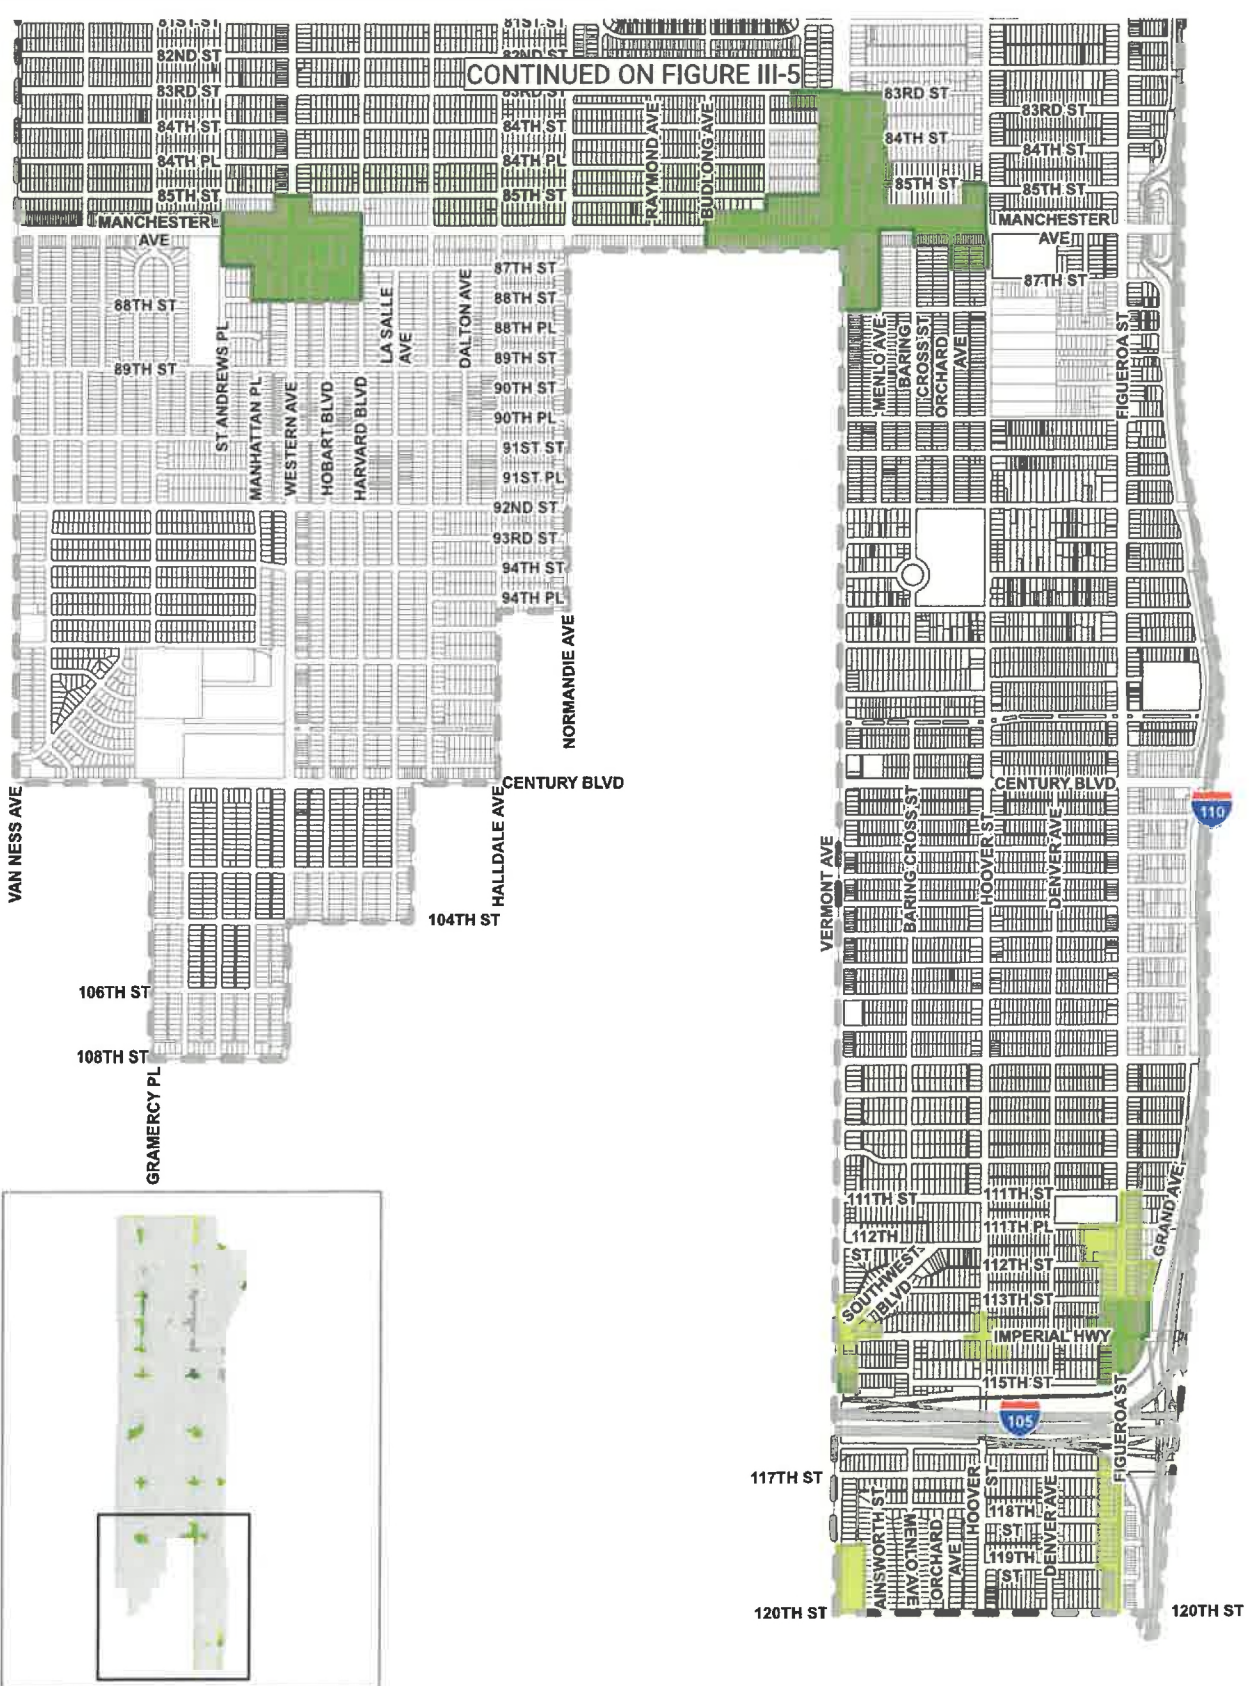 81ST ST
81ST ST
82ND ST
82ND ST
CONTINUED ON FIGURE III-5
83RD ST
83RD ST
83RD ST
83RD ST
84TH ST
84TH ST
84TH ST
84TH ST
84TH PL
84TH PL
85TH ST
85TH ST
85TH ST
85TH ST
RAYMOND AVE
BUDLONG AVE
MANCHESTER
AVE
MANCHESTER
AVE
87TH ST
87TH ST
88TH ST
88TH ST
88TH PL
89TH ST
89TH ST
90TH ST
90TH PL
91ST ST
91ST PL
92ND ST
93RD ST
94TH ST
94TH PL
ST ANDREWS PL
MANHATTAN PL
WESTERN AVE
HOBART BLVD
HARVARD BLVD
LA SALLE
AVE
DALTON AVE
MENLO AVE
BARING
CROSS ST
ORCHARD
AVE
FIGUEROA ST
NORMANDIE AVE
CENTURY BLVD
CENTURY BLVD
110
VAN NESS AVE
HALLDALE AVE
VERMONT AVE
BARING CROSS ST
HOOVER ST
DENVER AVE
104TH ST
106TH ST
108TH ST
GRAMERCY PL
111TH ST
111TH ST
111TH PL
112TH
ST
112TH ST
SOUTHWEST
BLVD
113TH ST
GRAND AVE
IMPERIAL HWY
115TH ST
105
FIGUEROA ST
117TH ST
AINSWORTH ST
MENLO AVE
ORCHARD
AVE
HOOVER
ST
118TH
ST
119TH
ST
DENVER AVE
120TH ST
120TH ST